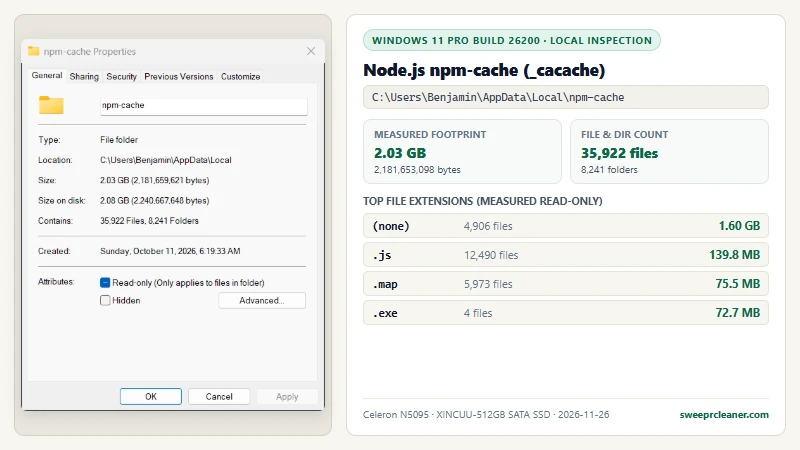 npm-cache Properties
General Sharing Security Previous Versions Customize
npm-cache
Type: File folder
Location: C:\Users\Benjamin\AppData\Local
Size: 2.03 GB (2,181,659,621 bytes)
Size on disk: 2.08 GB (2,240,667,648 bytes)
Contains: 35,922 Files, 8,241 Folders
Created: Sunday, October 11, 2026, 6:19:33 AM
Attributes: Read-only (Only applies to files in folder)
Hidden Advanced...
OK Cancel Apply
WINDOWS 11 PRO BUILD 26200 · LOCAL INSPECTION
Node.js npm-cache (_cacache)
C:\Users\Benjamin\AppData\Local\npm-cache
MEASURED FOOTPRINT
2.03 GB
2,181,653,098 bytes
FILE & DIR COUNT
35,922 files
8,241 folders
TOP FILE EXTENSIONS (MEASURED READ-ONLY)
(none) 4,906 files 1.60 GB
.js 12,490 files 139.8 MB
.map 5,973 files 75.5 MB
.exe 4 files 72.7 MB
Celeron N5095 · XINCUU-512GB SATA SSD · 2026-11-26
sweeprcleaner.com